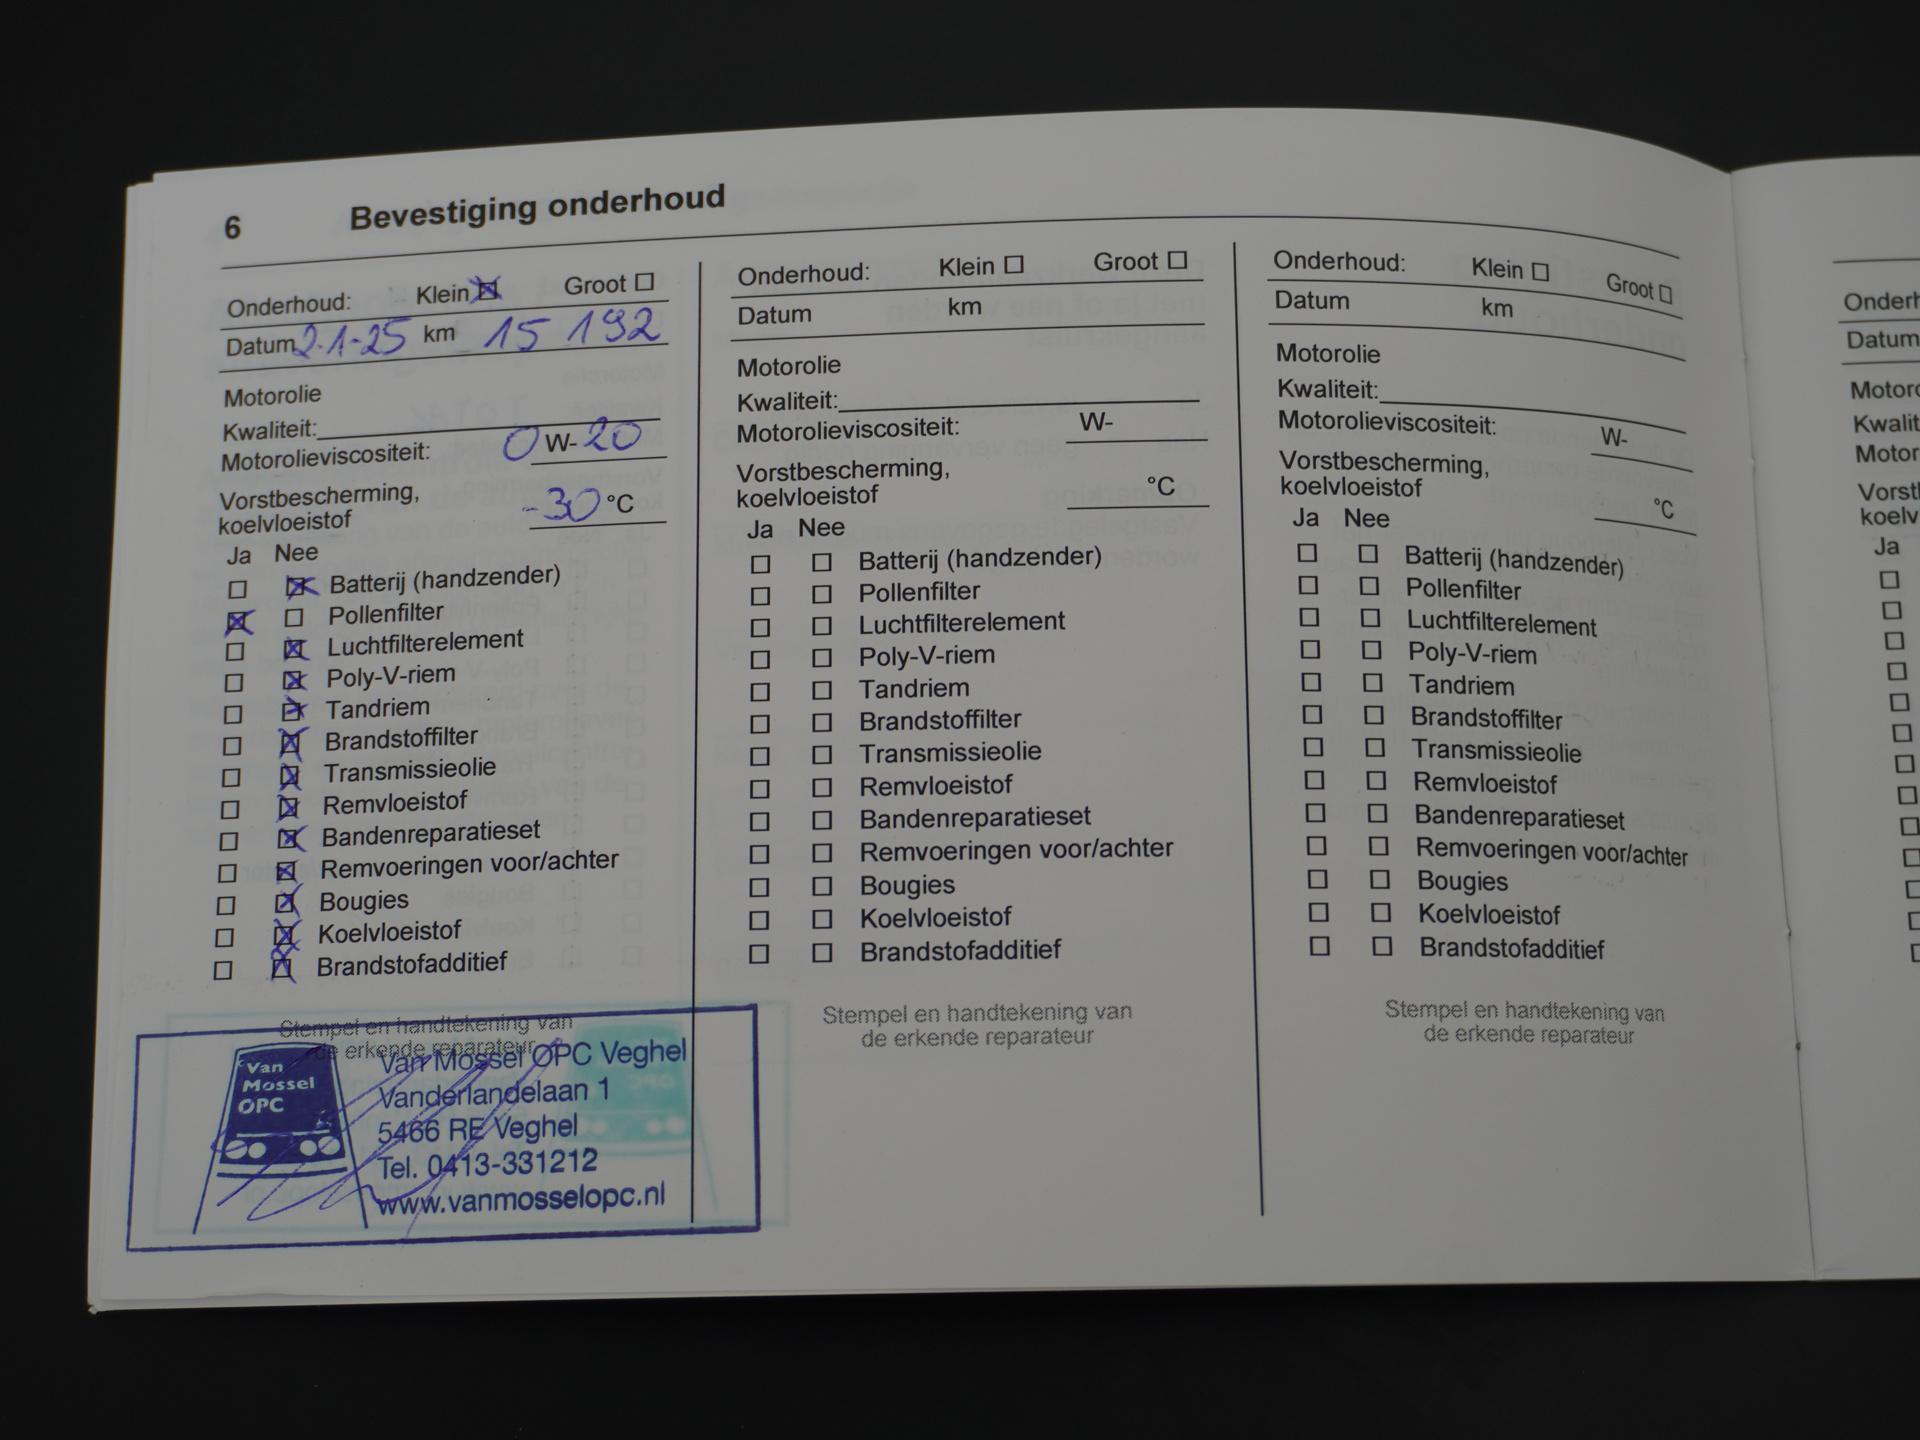 6 Bevestiging onderhoud
Onderhoud: Klein Groot
Datum 2-1-25 km 15 192
Motorolie
Kwaliteit:
Motorolieviscositeit: 0 W- 20
Vorstbescherming,
koelvloeistof -30 °C
Ja Nee
Batterij (handzender)
Pollenfilter
Luchtfilterelement
Poly-V-riem
Tandriem
Brandstoffilter
Transmissieolie
Remvloeistof
Bandenreparatieset
Remvoeringen voor/achter
Bougies
Koelvloeistof
Brandstofadditief
Stempel en handtekening van
de erkende reparateur
Van
Mossel
OPC
Van Mossel OPC Veghel
Vanderlandelaan 1
5466 RE Veghel
Tel. 0413-331212
www.vanmosselopc.nl
Onderhoud: Klein Groot
Datum km
Motorolie
Kwaliteit:
Motorolieviscositeit: W-
Vorstbescherming,
koelvloeistof °C
Ja Nee
Batterij (handzender)
Pollenfilter
Luchtfilterelement
Poly-V-riem
Tandriem
Brandstoffilter
Transmissieolie
Remvloeistof
Bandenreparatieset
Remvoeringen voor/achter
Bougies
Koelvloeistof
Brandstofadditief
Stempel en handtekening van
de erkende reparateur
Onderhoud: Klein Groot
Datum km
Motorolie
Kwaliteit:
Motorolieviscositeit: W-
Vorstbescherming,
koelvloeistof °C
Ja Nee
Batterij (handzender)
Pollenfilter
Luchtfilterelement
Poly-V-riem
Tandriem
Brandstoffilter
Transmissieolie
Remvloeistof
Bandenreparatieset
Remvoeringen voor/achter
Bougies
Koelvloeistof
Brandstofadditief
Stempel en handtekening van
de erkende reparateur
Datum
Ja